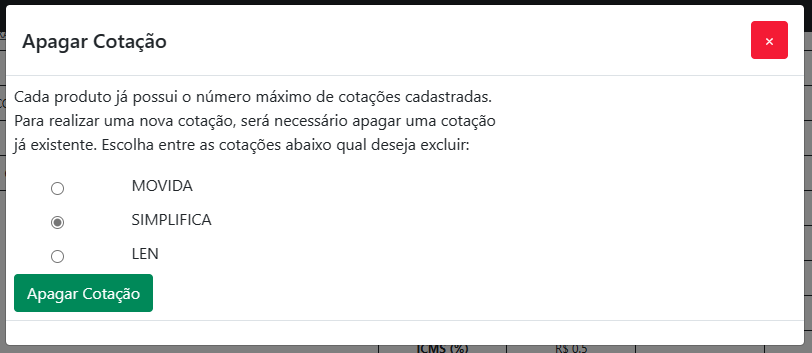 Apagar Cotação
×
Cada produto já possui o número máximo de cotações cadastradas.
Para realizar uma nova cotação, será necessário apagar uma cotação
já existente. Escolha entre as cotações abaixo qual deseja excluir:
MOVIDA
SIMPLIFICA
LEN
Apagar Cotação
ICMS (%) R$ 0.5